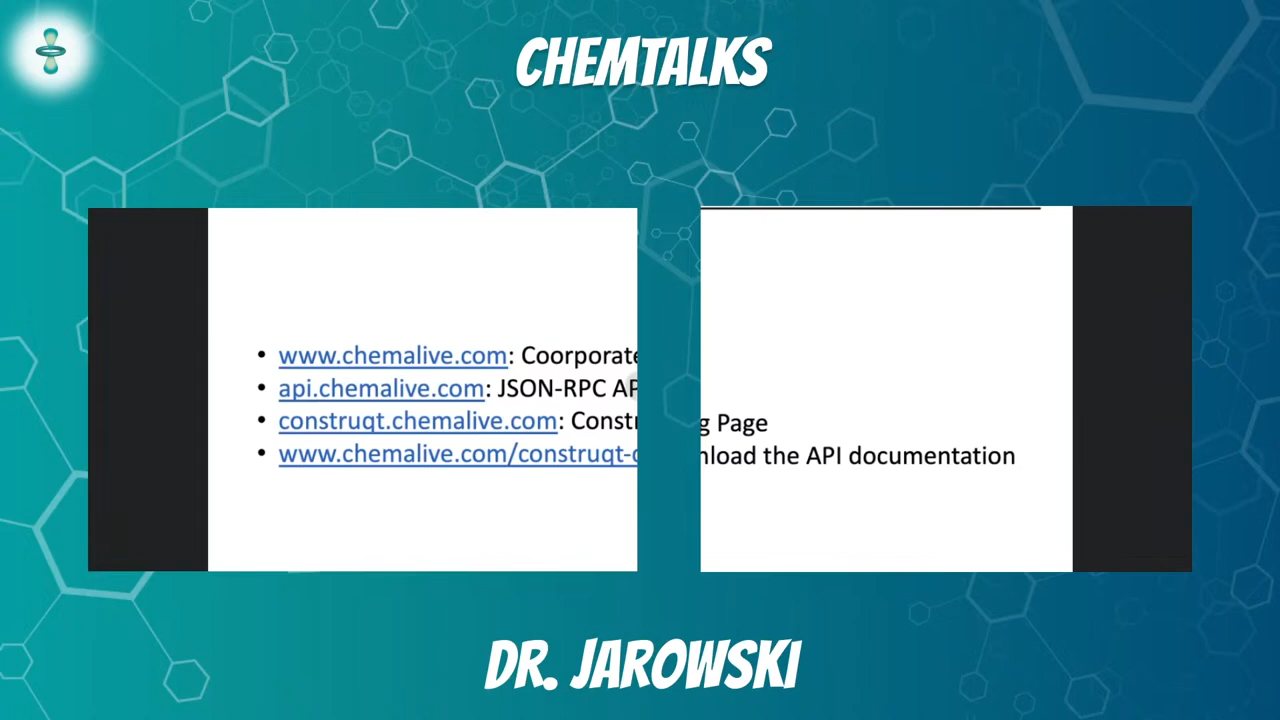 CHEMTALKS
• www.chemalive.com: Coorporate
• api.chemalive.com: JSON-RPC AP
• construqt.chemalive.com: Constr
g Page
• www.chemalive.com/construqt-
nload the API documentation
DR. JAROWSKI